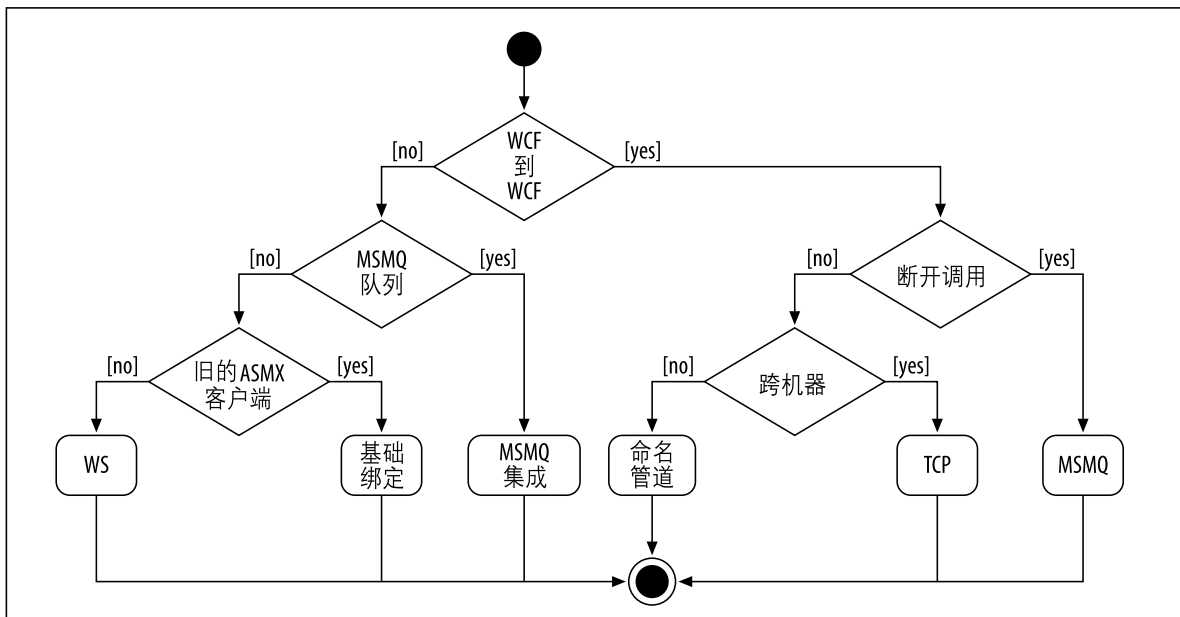 WCF
到
WCF
[no]
[yes]
MSMQ
队列
[no]
[yes]
断开调用
[no]
[yes]
旧的ASMX
客户端
[no]
[yes]
跨机器
[no]
[yes]
WS
基础
绑定
MSMQ
集成
命名
管道
TCP
MSMQ